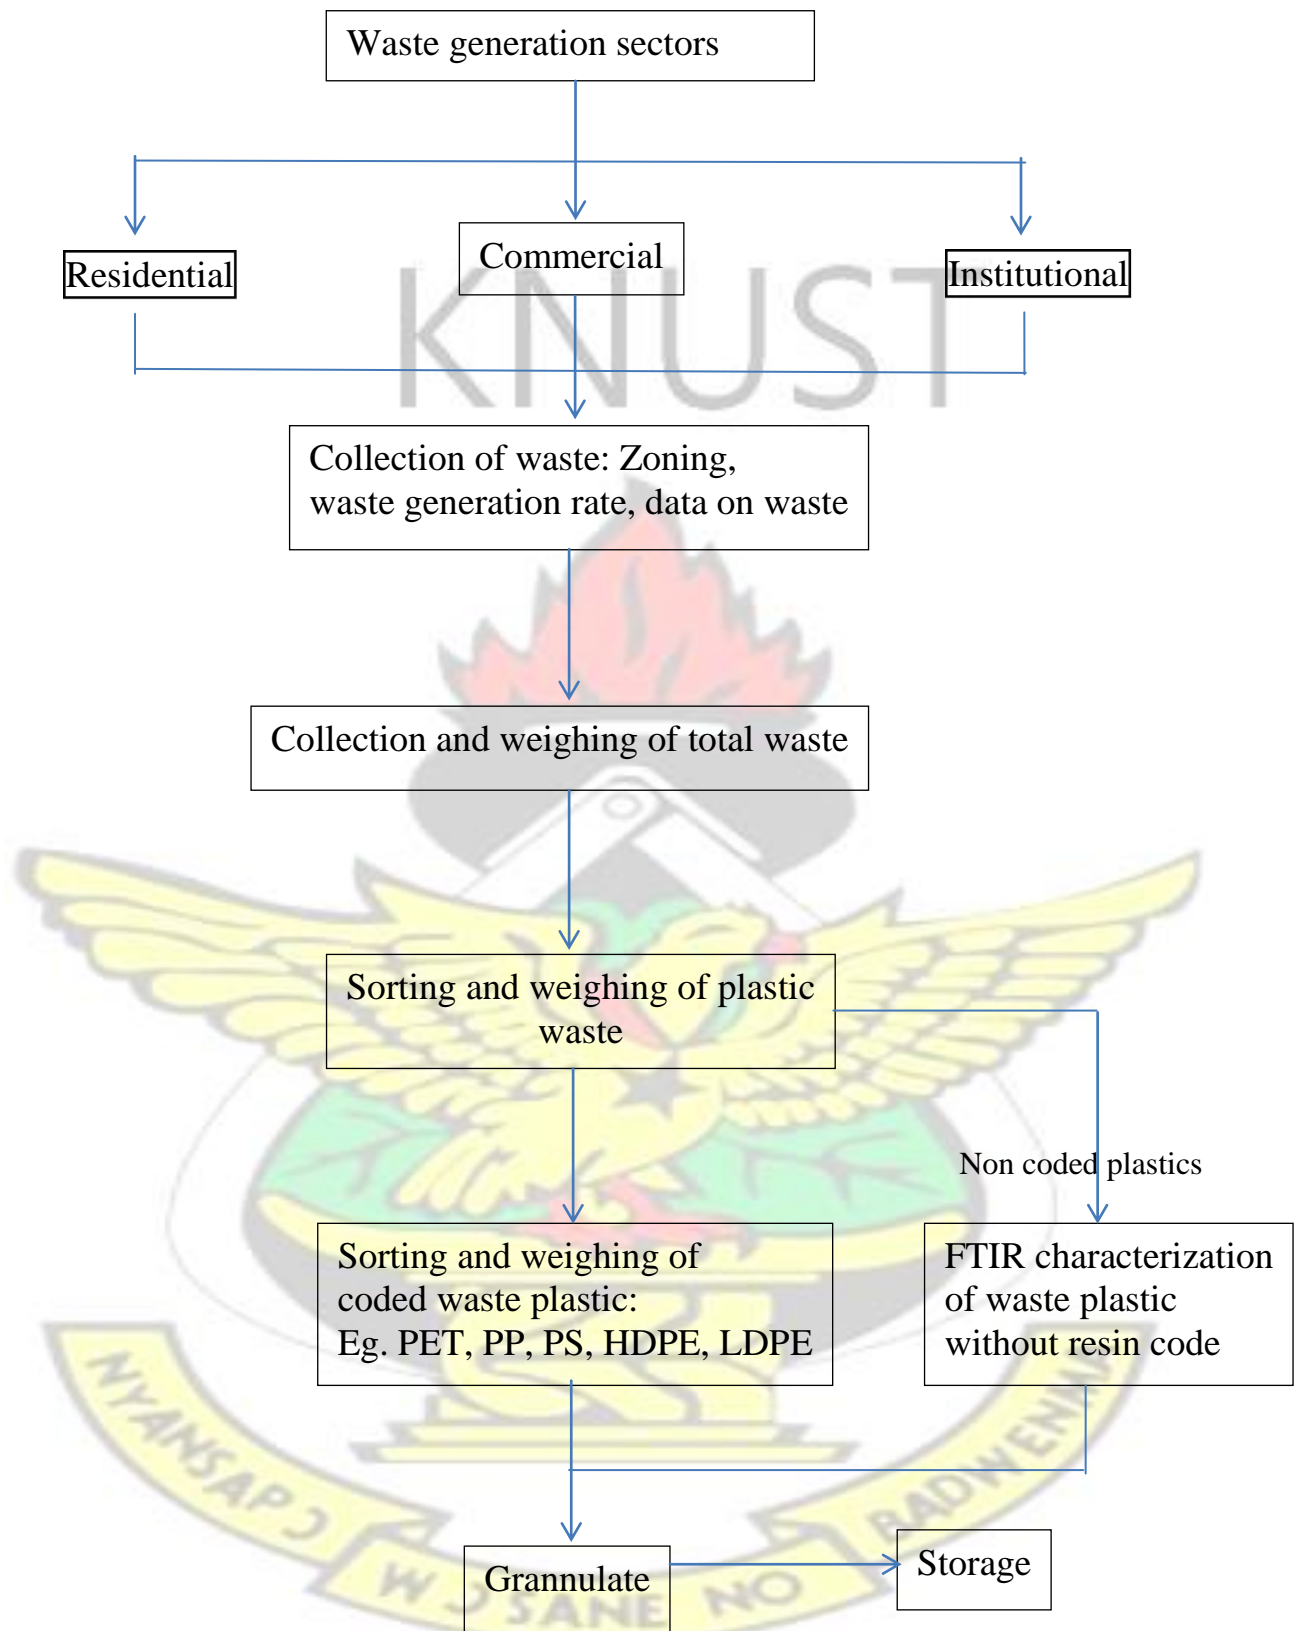 Waste generation sectors
Residential
Commercial
Institutional
KNUST
Collection of waste: Zoning,
waste generation rate, data on waste
Collection and weighing of total waste
Sorting and weighing of plastic
waste
Non coded plastics
Sorting and weighing of
coded waste plastic:
Eg. PET, PP, PS, HDPE, LDPE
FTIR characterization
of waste plastic
without resin code
Grannulate
Storage
NYANSAPƆ WƆSANE NO BADWENMA